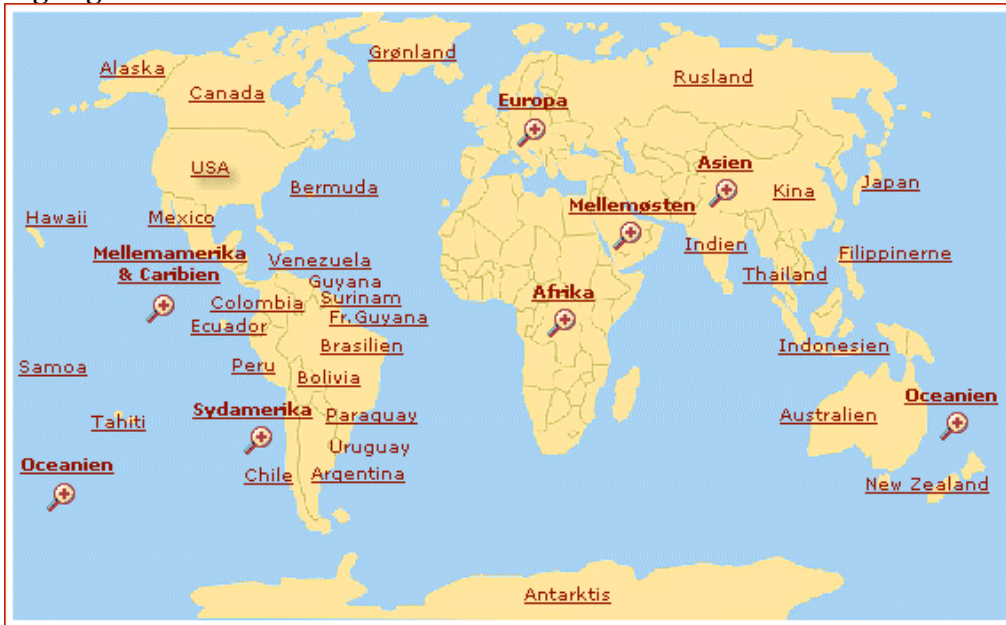 Grønland
Alaska
Rusland
Canada
Europa
USA
Asien
Bermuda
Kina
Japan
Hawaii
Mexico
Mellemøsten
Mellemamerika
& Caribien
Indien
Filippinerne
Venezuela
Thailand
Guyana
Colombia
Surinam
Afrika
Ecuador
Fr. Guyana
Brasilien
Indonesien
Samoa
Peru
Bolivia
Oceanien
Sydamerika
Paraguay
Australien
Tahiti
Uruguay
Oceanien
Chile
Argentina
New Zealand
Antarktis